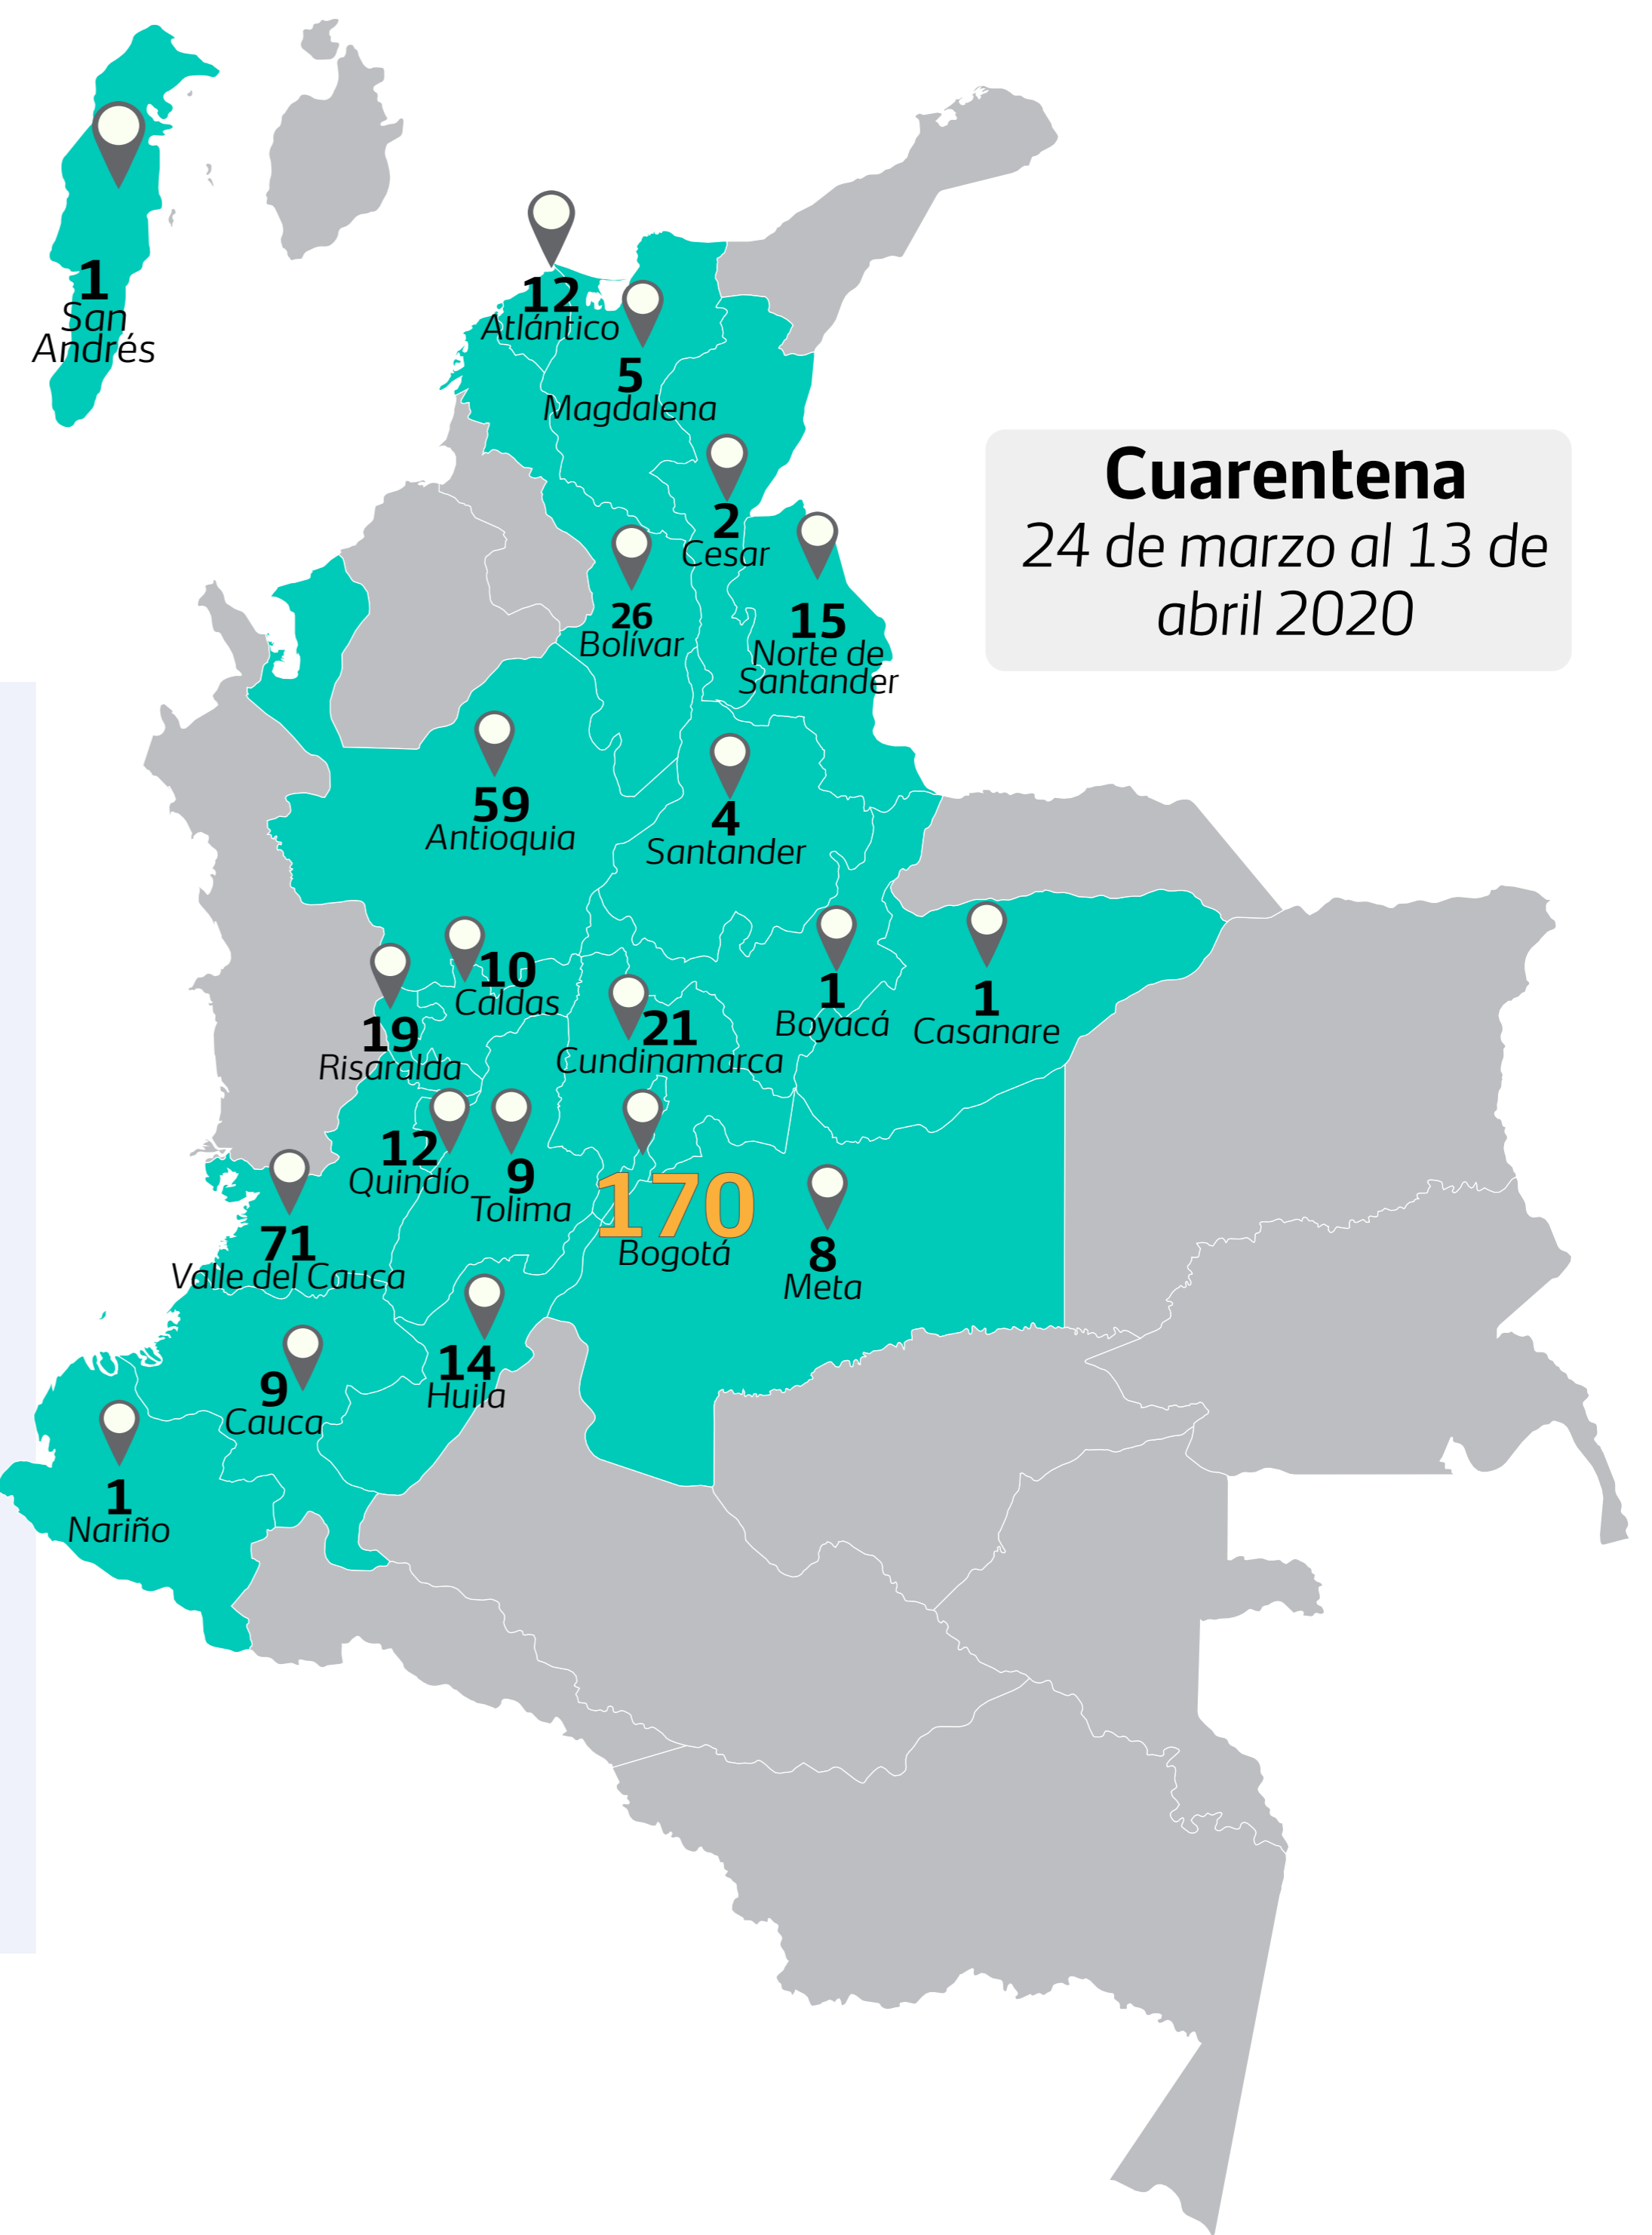 1
San
Andrés
12
Atlántico
5
Magdalena
Cuarentena
24 de marzo al 13 de
abril 2020
2
Cesar
26
Bolívar
15
Norte de
Santander
59
Antioquia
4
Santander
10
Caldas
19
Risaralda
21
Cundinamarca
1
Boyacá
1
Casanare
12
Quindío
9
Tolima
170
Bogotá
71
Valle del Cauca
8
Meta
14
Huila
9
Cauca
1
Nariño